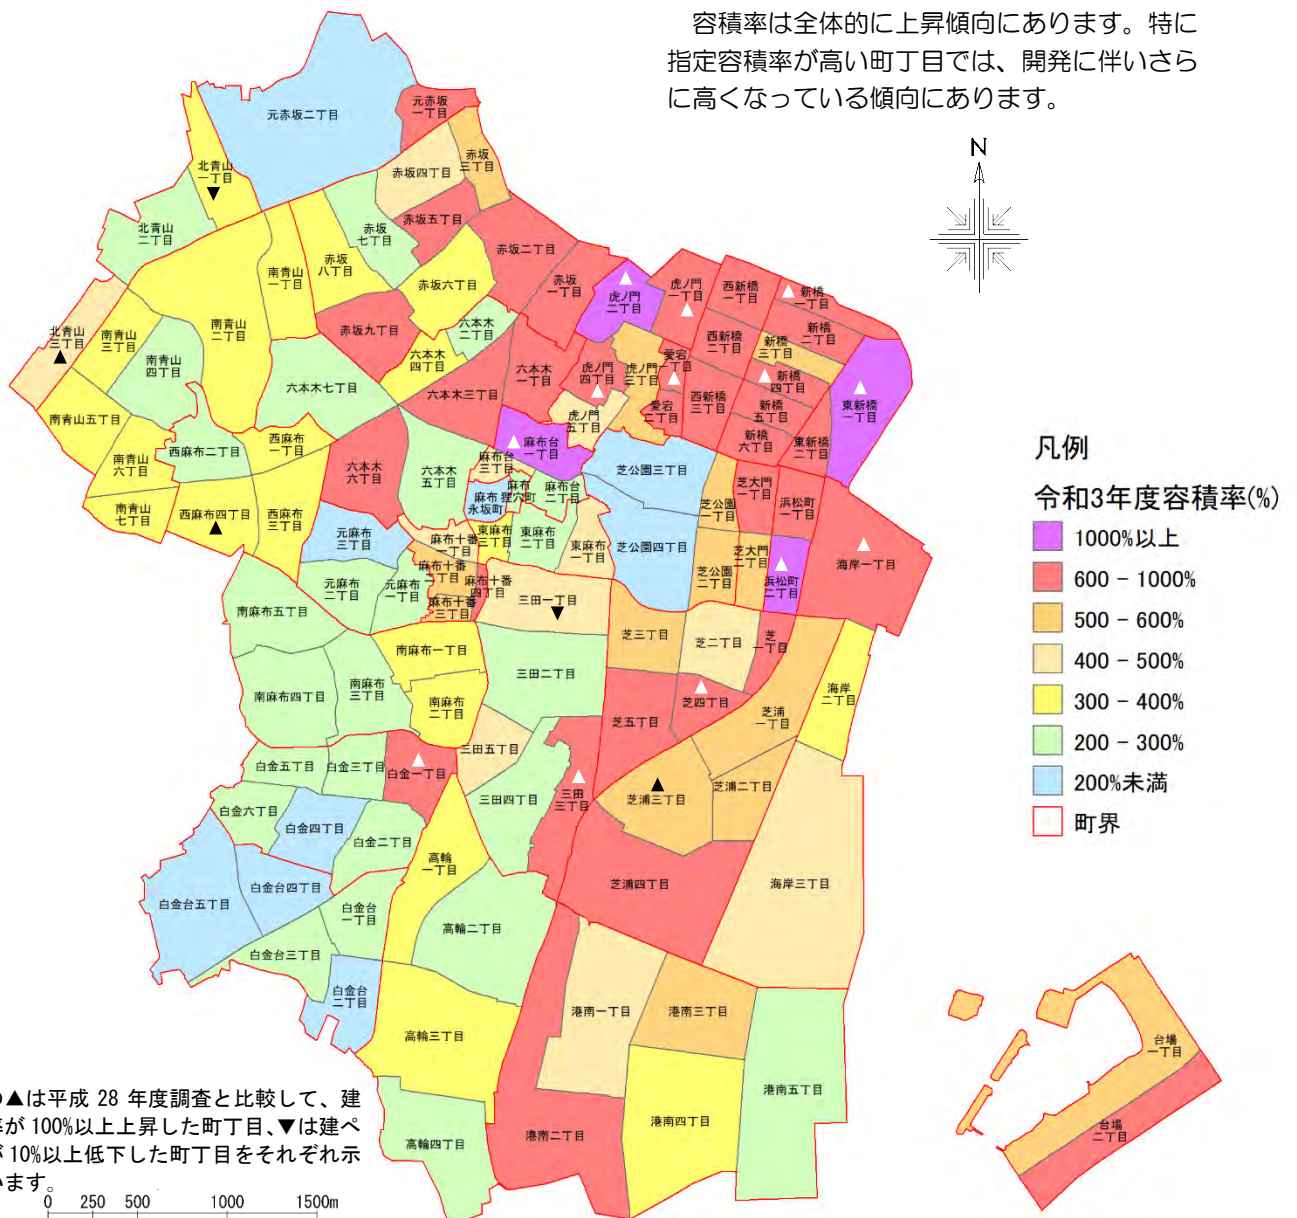 容積率は全体的に上昇傾向にあります。特に
指定容積率が高い町丁目では、開発に伴いさら
に高くなっている傾向にあります。
N
元赤坂
一丁目
元赤坂二丁目
赤坂
三丁目
赤坂四丁目
北青山
一丁目
▼
赤坂五丁目
赤坂
七丁目
北青山
二丁目
赤坂二丁目
赤坂
八丁目
南青山
一丁目
赤坂六丁目
赤坂
一丁目
▲
虎ノ門
二丁目
虎ノ門
一丁目
▲
西新橋
一丁目
▲
新橋
一丁目
新橋
二丁目
赤坂九丁目
六本木
二丁目
南青山
二丁目
北青山
三丁目
▲
南青山
三丁目
南青山
四丁目
六本木
四丁目
西新橋
二丁目
新橋
三丁目
愛宕
一丁目
▲
虎ノ門
三丁目
虎ノ門
四丁目
▲
六本木
一丁目
▲
新橋
四丁目
▲
東新橋
一丁目
六本木七丁目
六本木三丁目
西新橋
三丁目
愛宕
二丁目
新橋
五丁目
虎ノ門
五丁目
南青山五丁目
新橋
六丁目
東新橋
二丁目
西麻布
一丁目
西麻布二丁目
▲
麻布台
一丁目
南青山
六丁目
六本木
六丁目
六本木
五丁目
麻布台
三丁目
芝公園三丁目
芝大門
一丁目
浜松町
一丁目
麻布
狸穴町
麻布台
二丁目
麻布
永坂町
芝公園
一丁目
南青山
七丁目
西麻布四丁目
▲
西麻布
三丁目
元麻布
三丁目
麻布十番
一丁目
東麻布
三丁目
東麻布
二丁目
東麻布
一丁目
芝公園四丁目
芝大門
二丁目
▲
海岸一丁目
麻布十番
二丁目
芝公園
二丁目
▲
浜松町
二丁目
元麻布
二丁目
元麻布
一丁目
麻布十番
四丁目
麻布十番
三丁目
三田一丁目
▼
南麻布五丁目
芝三丁目
芝二丁目
芝
一丁目
南麻布一丁目
三田二丁目
南麻布四丁目
南麻布
三丁目
南麻布
二丁目
▲
芝四丁目
海岸
二丁目
芝浦
一丁目
芝五丁目
三田五丁目
白金五丁目
白金三丁目
▲
白金一丁目
▲
三田
三丁目
▲
芝浦三丁目
芝浦二丁目
三田四丁目
白金六丁目
白金四丁目
白金二丁目
高輪
一丁目
白金台四丁目
芝浦四丁目
海岸三丁目
白金台五丁目
白金台
一丁目
高輪二丁目
白金台三丁目
白金台
二丁目
港南一丁目
港南三丁目
高輪三丁目
港南五丁目
港南四丁目
港南二丁目
高輪四丁目
台場
一丁目
台場
二丁目
凡例
令和3年度容積率(%)
1000%以上
600 - 1000%
500 - 600%
400 - 500%
300 - 400%
200 - 300%
200%未満
町界
▲は平成 28 年度調査と比較して、建
率が 100%以上上昇した町丁目、▼は建ぺ
が 10%以上低下した町丁目をそれぞれ示
います。
0 250 500 1000 1500m